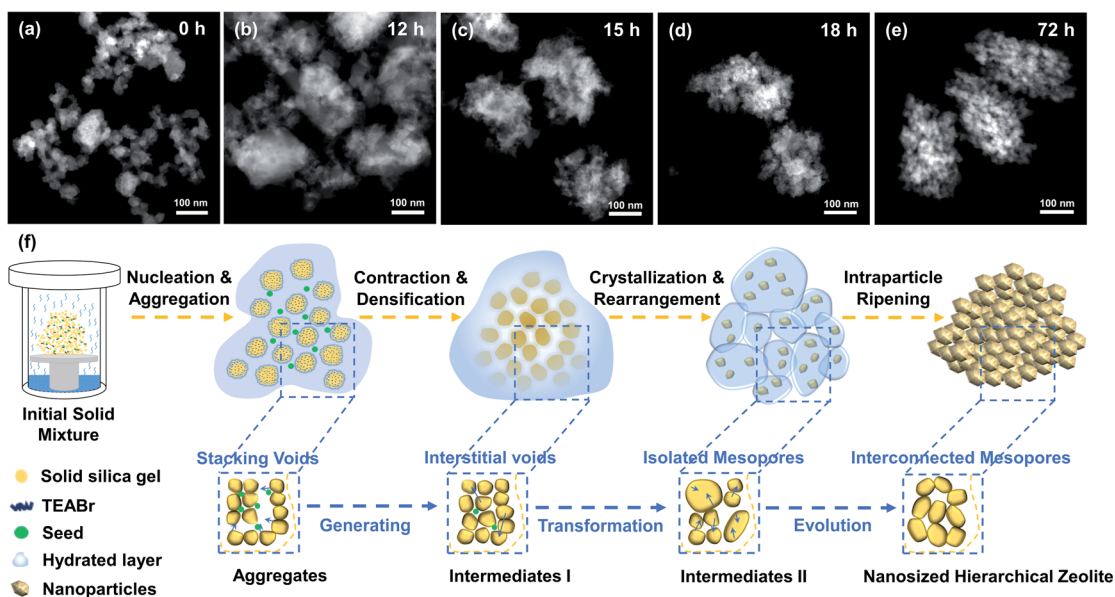 (a) 0 h
(b) 12 h
(c) 15 h
(d) 18 h
(e) 72 h
100 nm
100 nm
100 nm
100 nm
100 nm
(f)
Nucleation &
Aggregation
Contraction &
Densification
Crystallization &
Rearrangement
Intraparticle
Ripening
Initial Solid
Mixture
Stacking Voids
Interstitial voids
Isolated Mesopores
Interconnected Mesopores
Solid silica gel
TEABr
Seed
Hydrated layer
Nanoparticles
Generating
Transformation
Evolution
Aggregates
Intermediates I
Intermediates II
Nanosized Hierarchical Zeolite